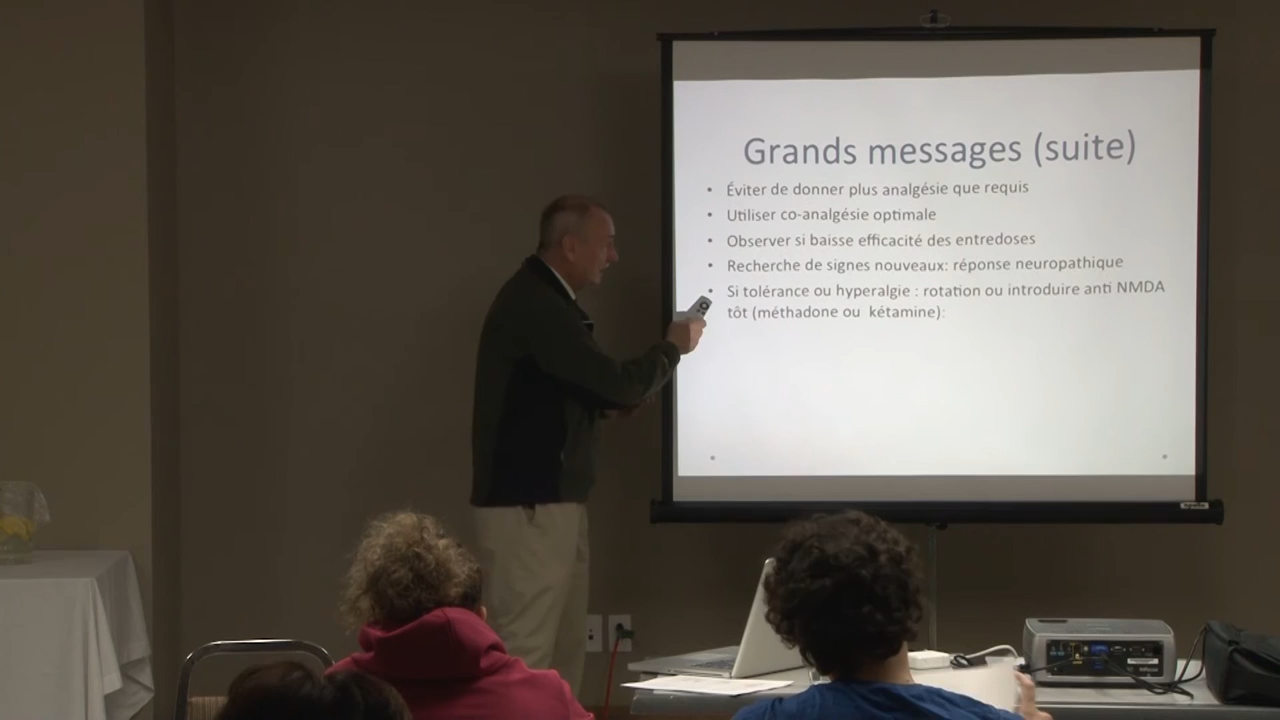 Grands messages (suite)
• Éviter de donner plus analgésie que requis
• Utiliser co-analgésie optimale
• Observer si baisse efficacité des entredoses
• Recherche de signes nouveaux: réponse neuropathique
• Si tolérance ou hyperalgie : rotation ou introduire anti NMDA
tôt (méthadone ou kétamine):